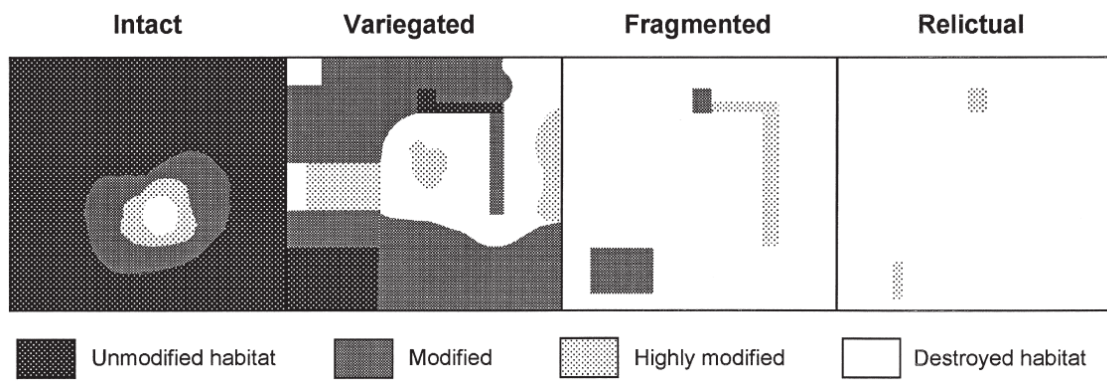 Intact Variegated Fragmented Relictual
Unmodified habitat Modified Highly modified Destroyed habitat